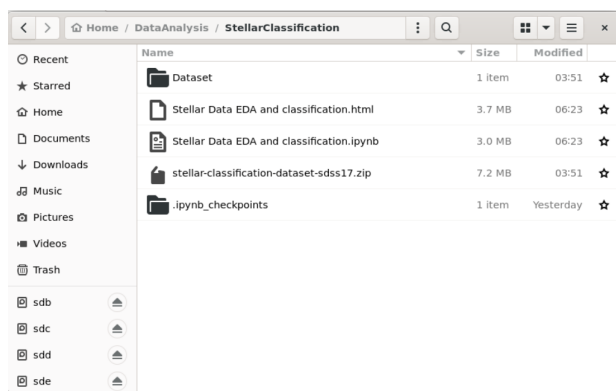 Home / DataAnalysis / StellarClassification
Name Size Modified
Recent
Starred
Home
Documents
Downloads
Music
Pictures
Videos
Trash
sdb
sdc
sdd
sde
Dataset 1 item 03:51
Stellar Data EDA and classification.html 3.7 MB 06:23
Stellar Data EDA and classification.ipynb 3.0 MB 06:23
stellar-classification-dataset-sdss17.zip 7.2 MB 03:51
.ipynb_checkpoints 1 item Yesterday